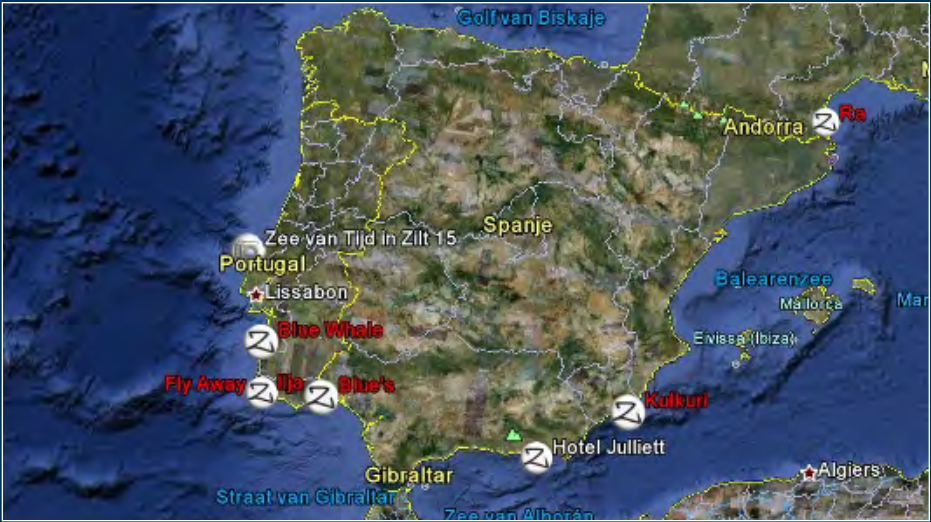 Golf van Biskaje
Ra
Andorra
Spanje
Zee van Tijd in Zilt 15
Portugal
Lissabon
Balearenzee
Mallorca
Mar
Eivissa (Ibiza)
Blue Whale
Fly Away
Ilja
Blue's
Kulkuri
Hotel Julliett
Gibraltar
Algiers
Straat van Gibraltar
Zee van Alborán